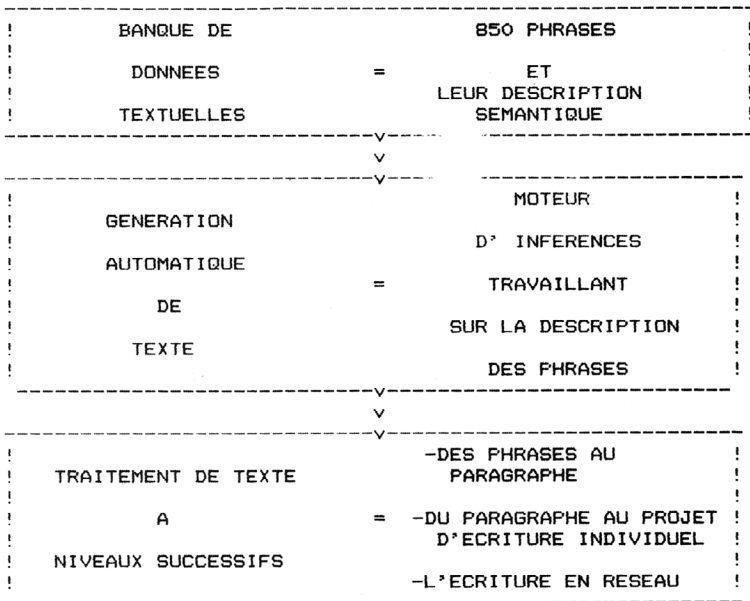 BANQUE DE 850 PHRASES
DONNEES = ET
LEUR DESCRIPTION
TEXTUELLES SEMANTIQUE
v
v
v
MOTEUR
GENERATION
D' INFERENCES
AUTOMATIQUE
= TRAVAILLANT
DE
SUR LA DESCRIPTION
TEXTE
DES PHRASES
v
v
v
-DES PHRASES AU
TRAITEMENT DE TEXTE PARAGRAPHE
A = -DU PARAGRAPHE AU PROJET
D'ECRITURE INDIVIDUEL
NIVEAUX SUCCESSIFS
-L'ECRITURE EN RESEAU